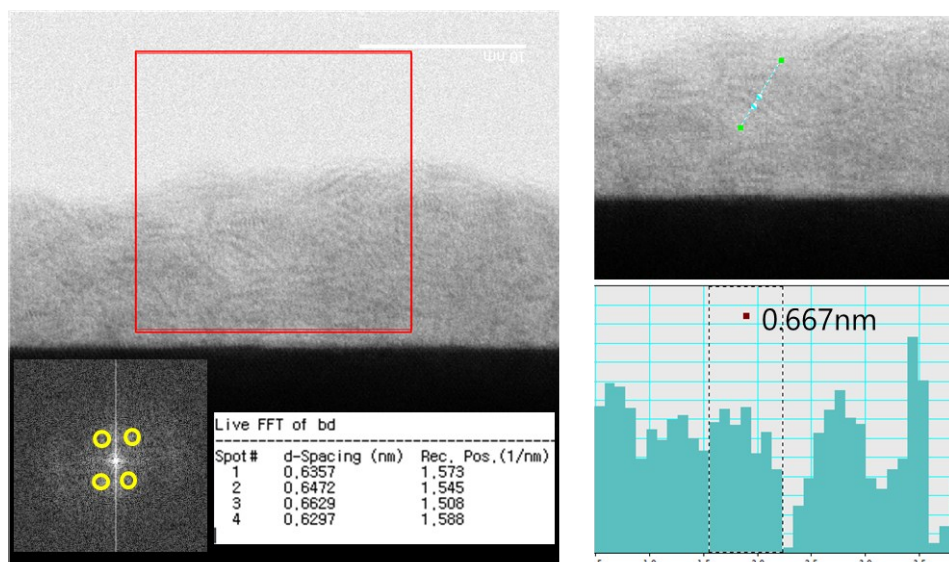 10 nm
Live FFT of bd
Spot# d-Spacing (nm) Rec. Pos.(1/nm)
1 0.6357 1.573
2 0.6472 1.545
3 0.6629 1.508
4 0.6297 1.588
0.667nm